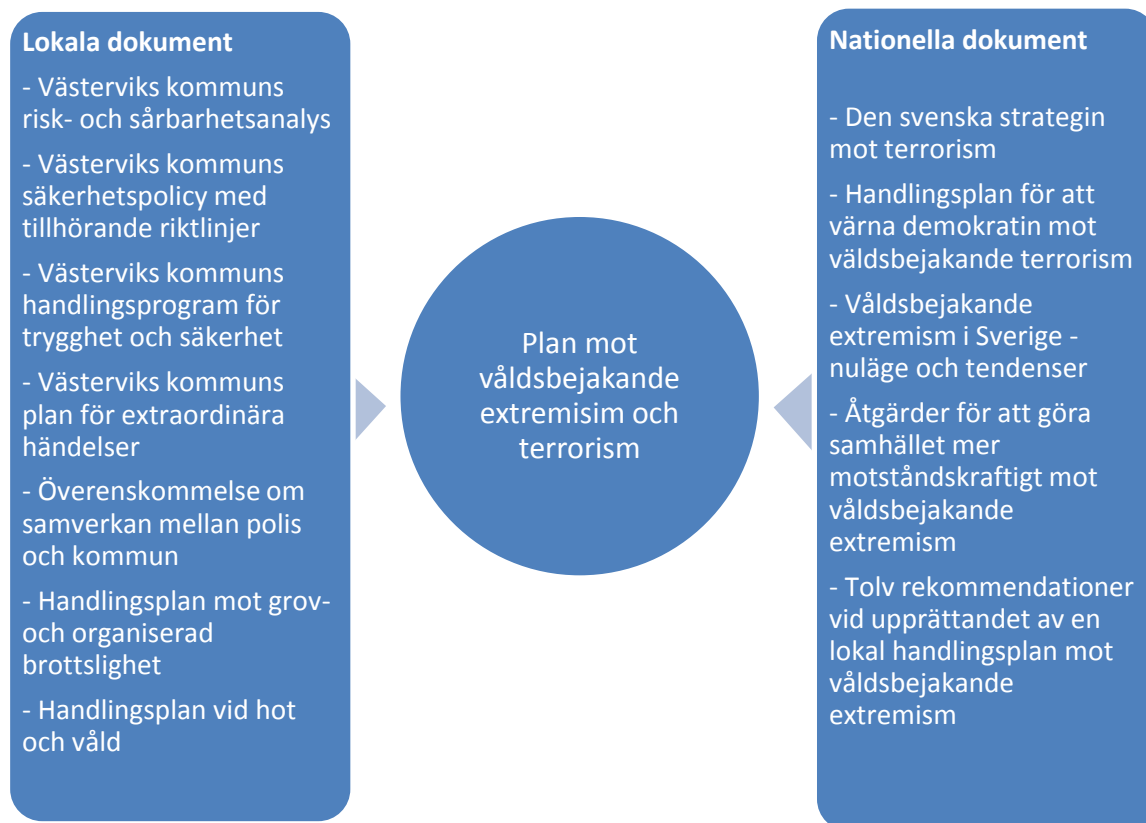 Lokala dokument
- Västerviks kommuns
risk- och sårbarhetsanalys
- Västerviks kommuns
säkerhetspolicy med
tillhörande riktlinjer
- Västerviks kommuns
handlingsprogram för
trygghet och säkerhet
- Västerviks kommuns
plan för extraordinära
händelser
- Överenskommelse om
samverkan mellan polis
och kommun
- Handlingsplan mot grov-
och organiserad
brottslighet
- Handlingsplan vid hot
och våld
Plan mot
våldsbejakande
extremisim och
terrorism
Nationella dokument
- Den svenska strategin
mot terrorism
- Handlingsplan för att
värna demokratin mot
väldsbejakande terrorism
- Våldsbejakande
extremism i Sverige -
nuläge och tendenser
- Åtgärder för att göra
samhället mer
motståndskraftigt mot
våldsbejakande
extremism
- Tolv rekommendationer
vid upprättandet av en
lokal handlingsplan mot
våldsbejakande
extremism